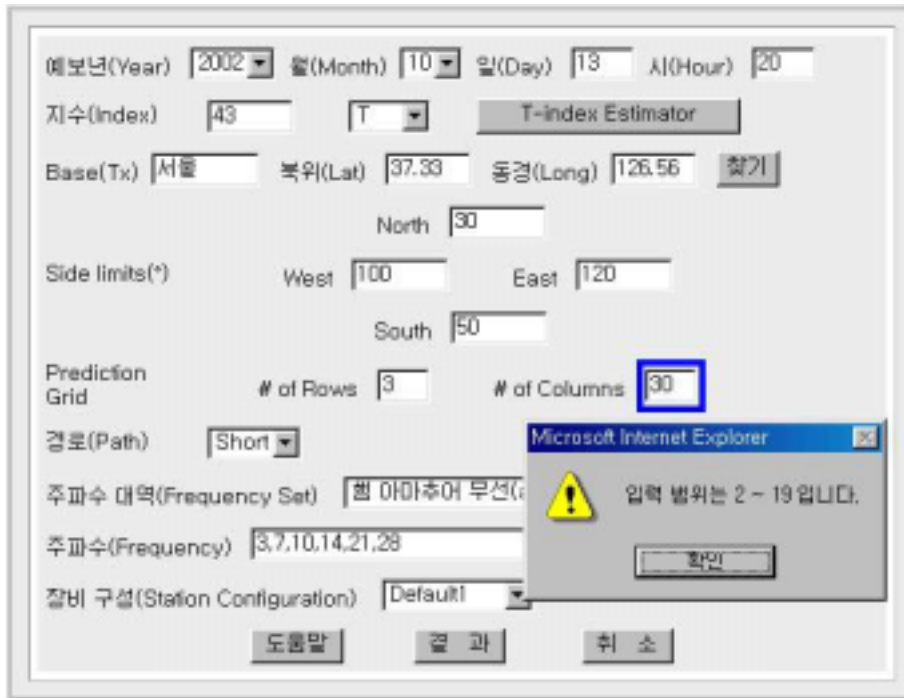 예보년(Year) 2002 월(Month) 10 일(Day) 13 시(Hour) 20
지수(Index) 43 T T-index Estimator
Base(Tx) 서울 북위(Lat) 37.33 동경(Long) 126.56 찾기
North 30
Side limits(°) West 100 East 120
South 50
Prediction
Grid # of Rows 3 # of Columns 30
경로(Path) Short
주파수 대역(Frequency Set) 햄 아마추어 무선(
주파수(Frequency) 3,7,10,14,21,28
장비 구성(Station Configuration) Default1
Microsoft Internet Explorer
입력 범위는 2 ~ 19 입니다.
확인
도움말 결 과 취 소